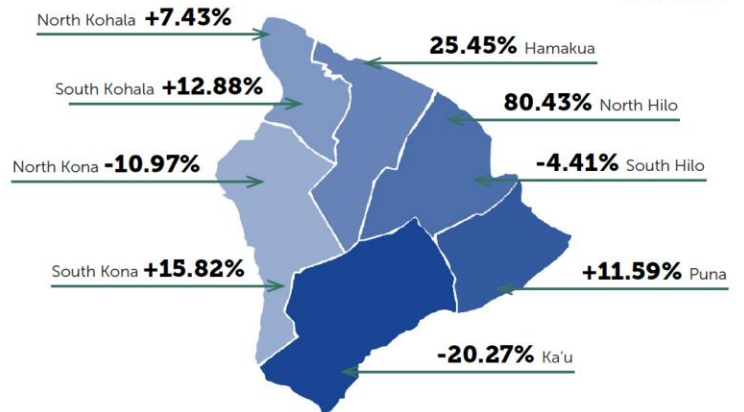 North Kohala +7.43%
25.45% Hamakua
South Kohala +12.88%
80.43% North Hilo
North Kona -10.97%
-4.41% South Hilo
South Kona +15.82%
+11.59% Puna
-20.27% Ka'u